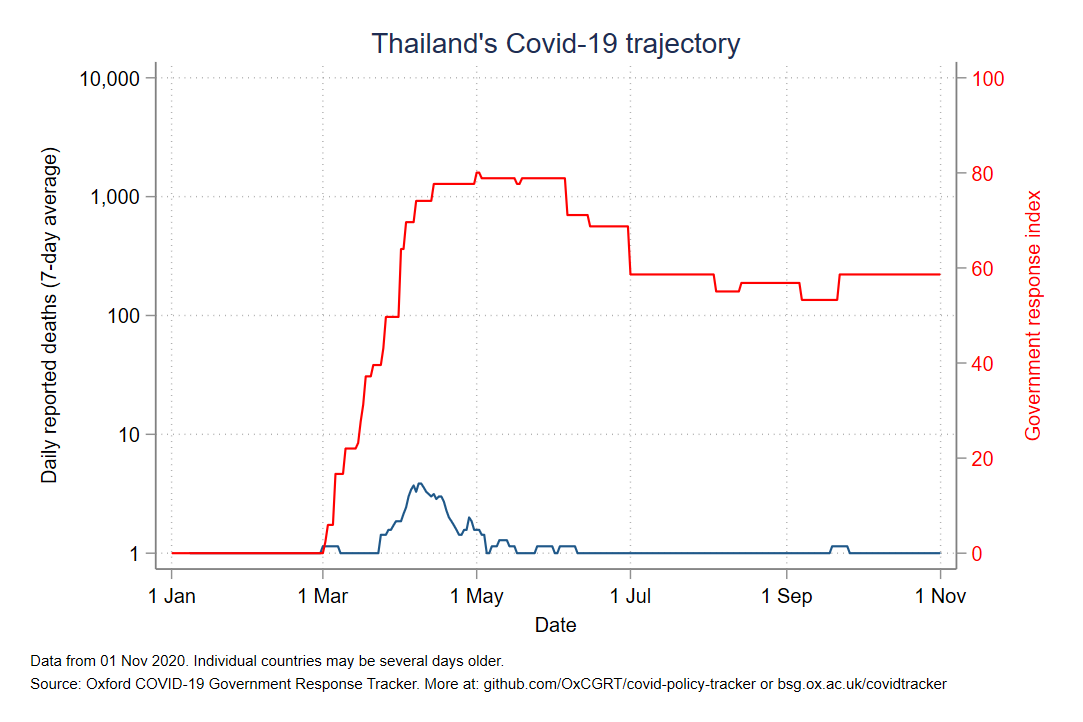 Thailand's Covid-19 trajectory
10,000
1,000
100
10
1
Daily reported deaths (7-day average)
100
80
60
40
20
0
Government response index
1 Jan
1 Mar
1 May
1 Jul
1 Sep
1 Nov
Date
Data from 01 Nov 2020. Individual countries may be several days older.
Source: Oxford COVID-19 Government Response Tracker. More at: github.com/OxCGRT/covid-policy-tracker or bsg.ox.ac.uk/covidtracker